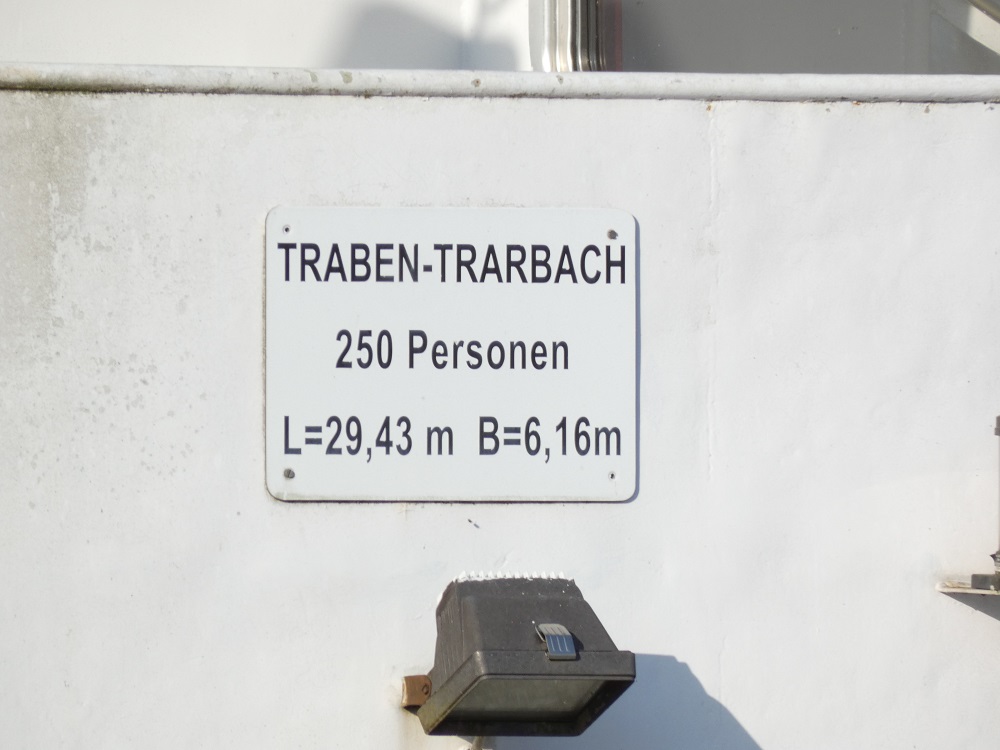 TRABEN-TRARBACH
250 Personen
L=29,43 m B=6,16m